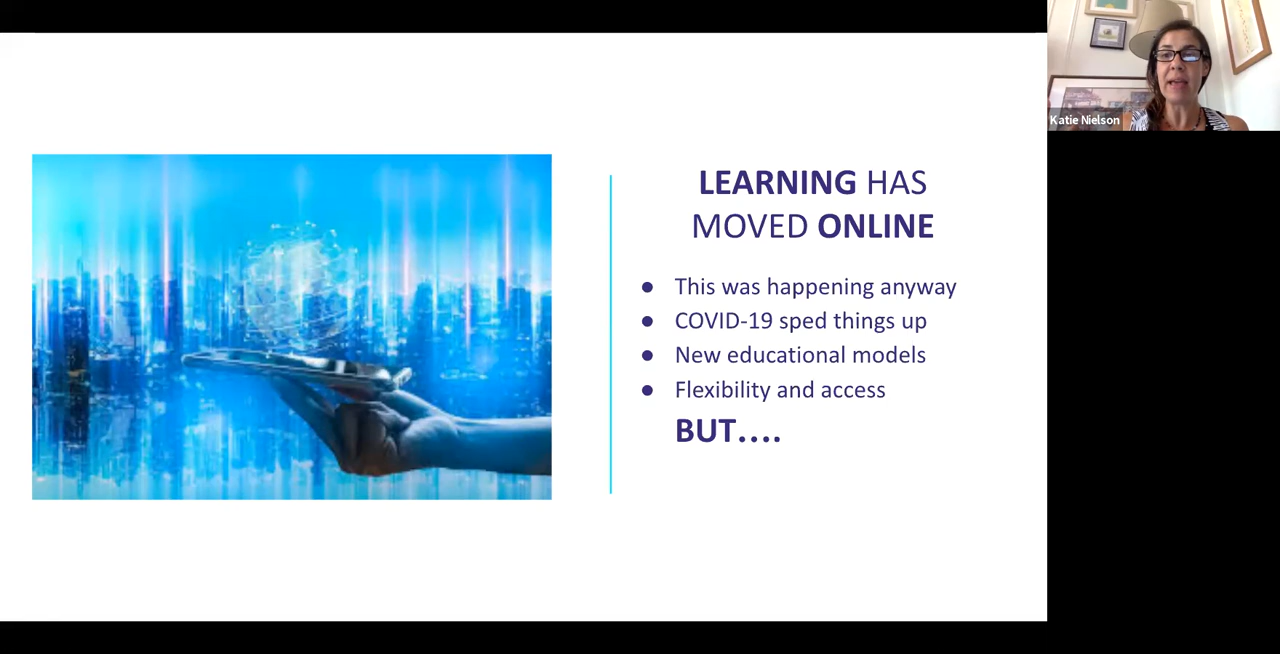 LEARNING HAS
MOVED ONLINE
● This was happening anyway
● COVID-19 sped things up
● New educational models
● Flexibility and access
BUT....
Katie Nielson